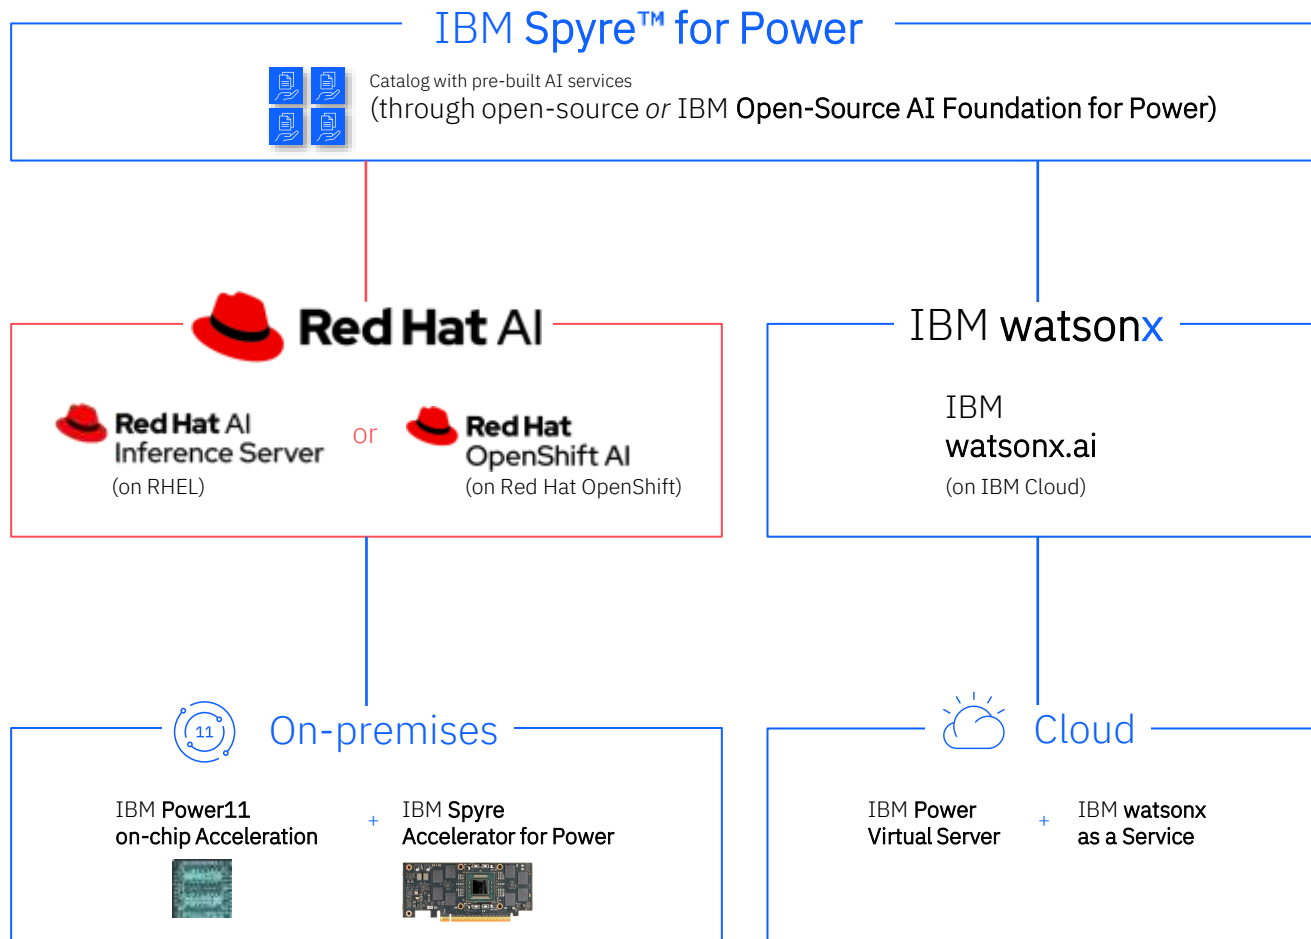 IBM Spyre™ for Power
Catalog with pre-built AI services
(through open-source or IBM Open-Source AI Foundation for Power)
Red Hat AI
Red Hat AI
Inference Server
(on RHEL)
or
Red Hat
OpenShift AI
(on Red Hat OpenShift)
IBM watsonx
IBM
watsonx.ai
(on IBM Cloud)
11
On-premises
IBM Power11
on-chip Acceleration
+
IBM Spyre
Accelerator for Power
Cloud
IBM Power
Virtual Server
+
IBM watsonx
as a Service